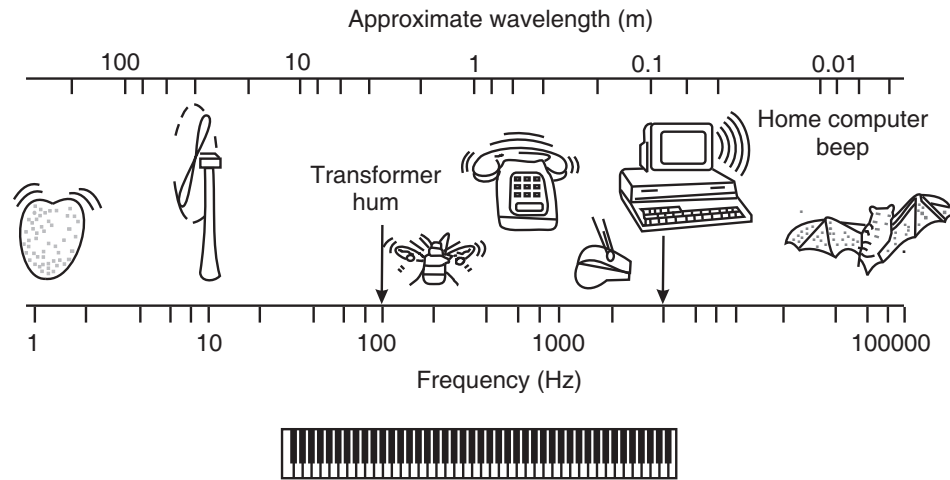 Approximate wavelength (m)
100 10 1 0.1 0.01
Home computer
beep
Transformer
hum
1 10 100 1000 100000
Frequency (Hz)